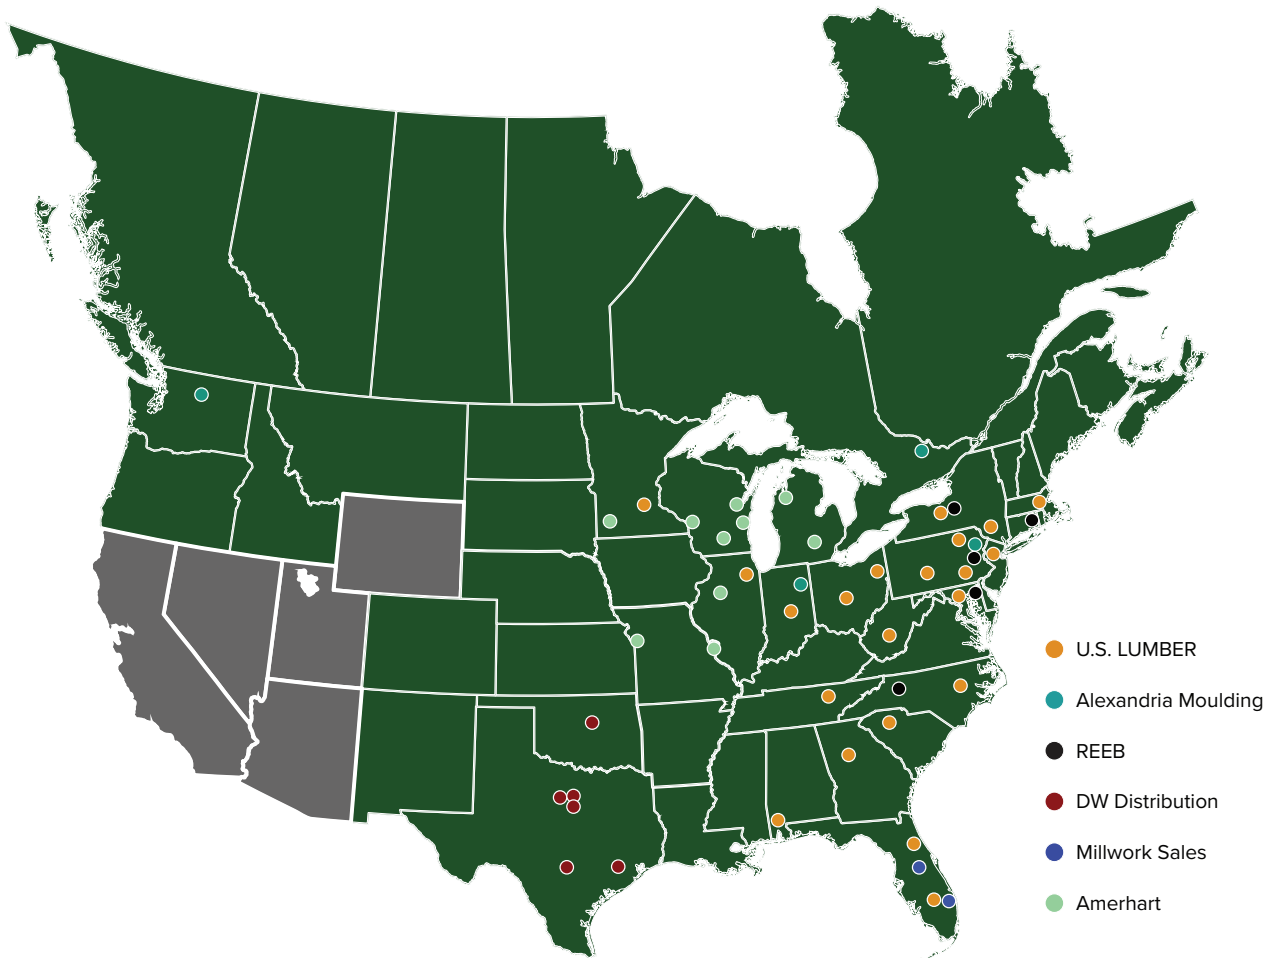 U.S. LUMBER
Alexandria Moulding
REEB
DW Distribution
Millwork Sales
Amerhart